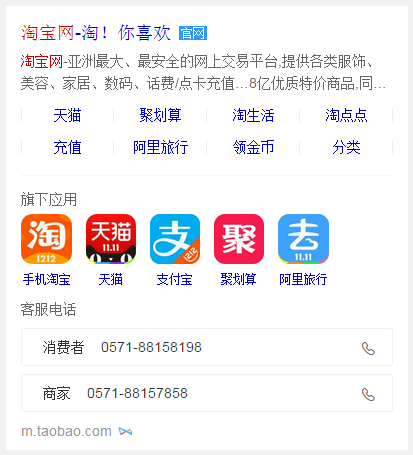 淘宝网-淘！你喜欢 官网
淘宝网-亚洲最大、最安全的网上交易平台,提供各类服饰、
美容、家居、数码、话费/点卡充值...8亿优质特价商品,同...
天猫 聚划算 淘生活 淘点点
充值 阿里旅行 领金币 分类
旗下应用
淘 1212 天猫 11.11 支 1212 聚 去 11.11
手机淘宝 天猫 支付宝 聚划算 阿里旅行
客服电话
消费者 0571-88158198
商家 0571-88157858
m.taobao.com